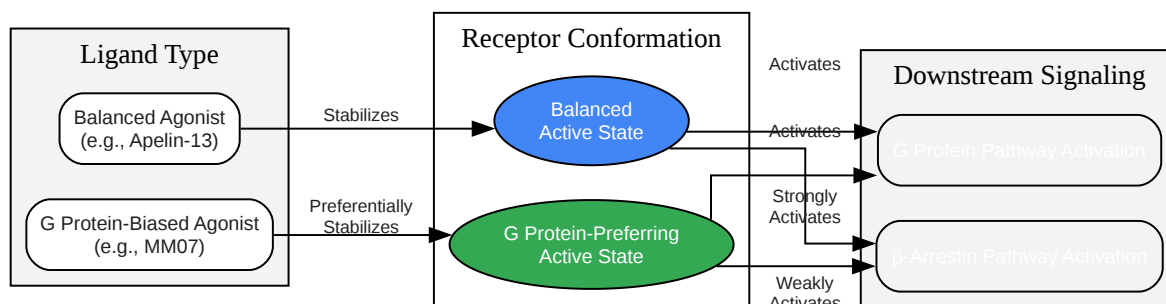 Ligand Type
Balanced Agonist
(e.g., Apelin-13)
G Protein-Biased Agonist
(e.g., MM07)
Stabilizes
Preferentially
Stabilizes
Receptor Conformation
Balanced
Active State
G Protein-Preferring
Active State
Activates
Activates
Strongly
Activates
Weakly
Activates
Downstream Signaling
G Protein Pathway Activation
β-Arrestin Pathway Activation